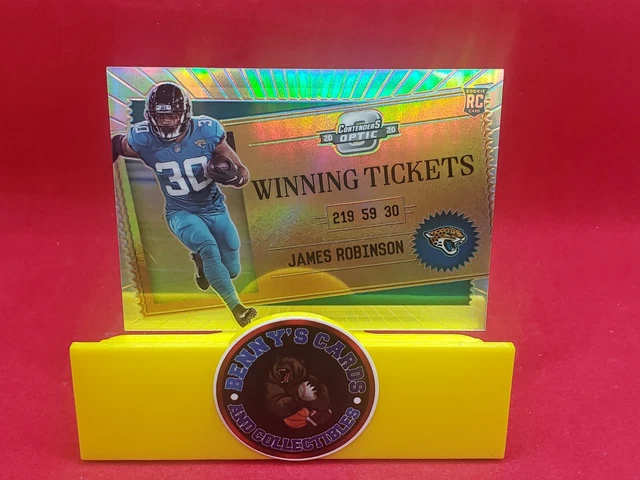 ROOKIE
RC
CARD
CONTENDERS
20 OPTIC 20
WINNING TICKETS
219 59 30
JAMES ROBINSON
30
30
BENNY'S CARDS
AND COLLECTIBLES